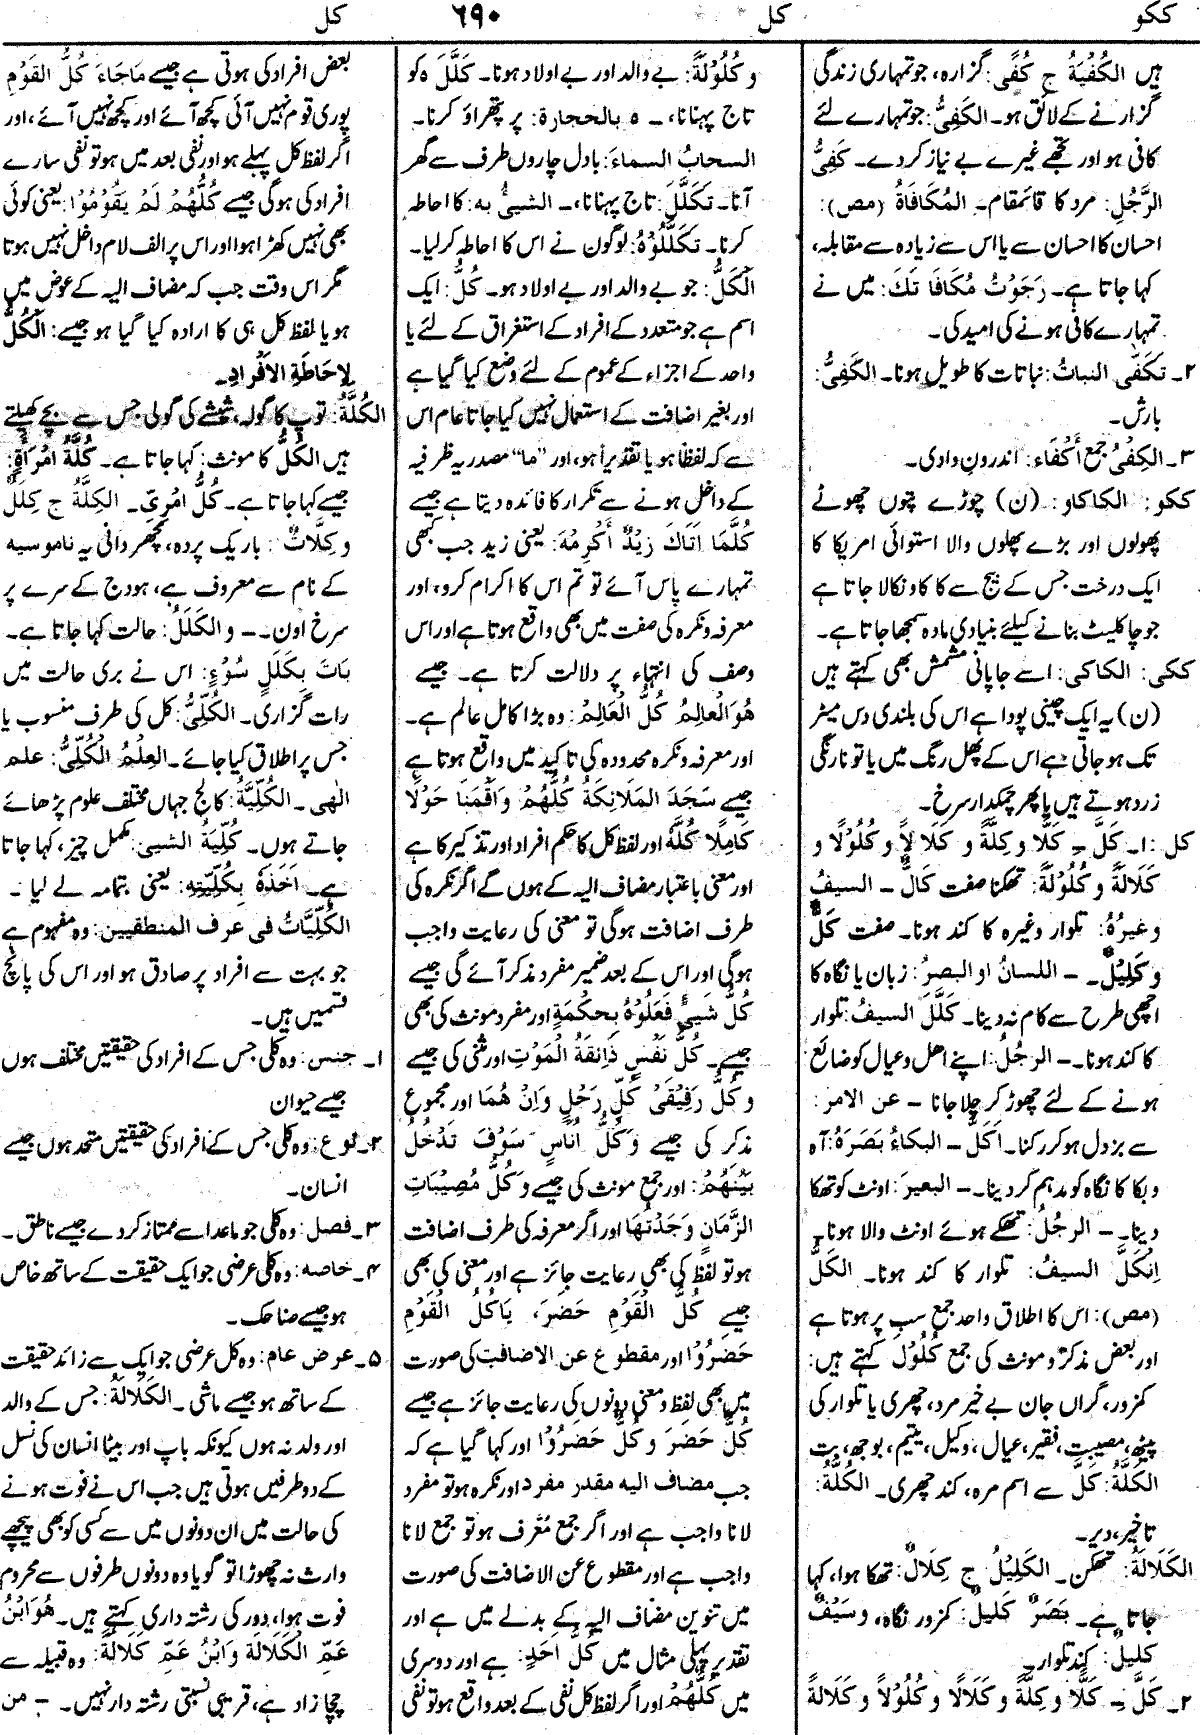 ککو
کل
۶۹۰
کل
ہیں الکُفْیَۃُ ج کُفًی: گزارہ، جو تمہاری زندگی
گزارنے کے لائق ہو۔ الکَفِیُّ: جو تمہارے لئے
کافی ہو اور تجھے غیر سے بے نیاز کردے۔ کَفِیُّ
الرَّجُلِ: مرد کا قائمقام۔ المُکَافَاۃُ (مص):
احسان کا احسان سے یا اس سے زیادہ سے مقابلہ،
کہا جاتا ہے۔ رَجَوْتُ مُکَافَا تَکَ: میں نے
تمہارے کافی ہونے کی امید کی۔
۲۔ تکَفَّی النباتُ: نباتات کا طویل ہونا۔ الکَفِیُّ:
بارش۔
۳۔ الکِفْیُ جمع أکْفَاء: اندرونِ وادی۔
ککو: الکاکاو: (ن) چوڑے پتوں چھوٹے
پھولوں اور بڑے پھلوں والا استوائی امریکا کا
ایک درخت جس کے بیج سے کاکاو نکالا جاتا ہے
جو چاکلیٹ بنانے کیلئے بنیادی مادہ سمجھا جاتا ہے۔
ککی: الکاکی: اسے جاپانی مشمش بھی کہتے ہیں
(ن) یہ ایک چینی پودا ہے اس کی بلندی دس میٹر
تک ہو جاتی ہے اس کے پھل رنگ میں یا تو نارنگی
زرد ہوتے ہیں یا پھر چمکدار سرخ۔
کل: ۱۔ کَلَّ – کَلًّا و کِلَّۃً و کَلَا لًا و کُلُوْلًا و
کَلَالَۃً وکُلُوْلَۃً: تھکنا صفت کَالٌّ – السیفُ
وغیرُہُ: تلوار وغیرہ کا کند ہونا۔ صفت کَلٌّ
وکَلِیْلٌ۔ – اللسانُ او البصرُ: زبان یا نگاہ کا
اچھی طرح سے کام نہ دینا۔ کَلَّلَ السیفُ: تلوار
کا کند ہونا۔ – الرجُلُ: اپنے اہل و عیال کو ضائع
ہونے کے لئے چھوڑ کر چلا جانا – عن الامر:
سے بزدل ہو کر رکنا۔ اَکَلَّ – البکاءُ بَصَرَہُ: آہ
وبکا کا نگاہ کو مدہم کر دینا۔ – البعیرَ: اونٹ کو تھکا
دینا۔ – الرجُلُ: تھکے ہوئے اونٹ والا ہونا۔
اِنْکَلَّ السیفُ: تلوار کا کند ہونا۔ الکَلُّ
(مص): اس کا اطلاق واحد جمع سب پر ہوتا ہے
اور بعض مذکر و مونث کی جمع کُلُوْل کہتے ہیں:
کمزور، گراں جان بے خیر مرد، چھری یا تلوار کی
پیٹھ، مصیبت، فقیر، عیال، وکیل، یتیم، بوجھ، بت
الکَلَّۃُ: کَلَّ سے اسم مرہ، کند چھری۔ الکُلَّۃُ:
تاخیر، دیر۔
الکَلَالَۃُ: تھکن۔ الکَلِیْلُ ج کِلَالٌ: تھکا ہوا، کہا
جاتا ہے۔ بَصَرٌ کلیلٌ: کمزور نگاہ، وسَیْفٌ
کلیلٌ: کند تلوار۔
۲۔ کَلَّ – کَلًّا و کِلَّۃً و کَلَالًا و کُلُوْلًا و کَلَالۃً
و کُلُوْلَۃً: بے والد اور بے اولاد ہونا۔ کَلَّلَ ہ کو
تاج پہنانا، – ہ بالحجارۃ: پر پتھراؤ کرنا۔
السحابُ السماءَ: بادل چاروں طرف سے گھر
آنا۔ تکَلَّلَ: تاج پہنانا، – الشییُّ بہ: کا احاطہ
کرنا۔ تکَلَّلُوْہُ: لوگوں نے اس کا احاطہ کرلیا۔
الْکَلُّ: جو بے والد اور بے اولاد ہو۔ کُلُّ: ایک
اسم ہے جو متعدد کے افراد کے استغراق کے لئے یا
واحد کے اجزاء کے عموم کے لئے وضع کیا گیا ہے
اور بغیر اضافت کے استعمال نہیں کیا جاتا عام اس
سے کہ لفظاً ہو یا تقدیراً ہو، اور ”ما“ مصدریہ ظرفیہ
کے داخل ہونے سے تکرار کا فائدہ دیتا ہے جیسے
کُلَّمَا اَتَاکَ زَیْدٌ أَکْرِمْہُ: یعنی زید جب کبھی
تمہارے پاس آئے تو تم اس کا اکرام کرو، اور
معرفہ و نکرہ کی صفت میں بھی واقع ہوتا ہے اور اس
وصف کی انتہاء پر دلالت کرتا ہے۔ جیسے
ھُوَ الْعَالِمُ کُلُّ الْعَالِمِ: وہ بڑا کامل عالم ہے۔
اور معرفہ و نکرہ محدودہ کی تاکید میں واقع ہوتا ہے
جیسے سَجَدَ المَلَائِکَۃُ کُلُّھُمْ وَاَقَمْنَا حَوْلًا
کَامِلًا کُلَّہٗ اور لفظ کل کا حکم افراد اور تذکیر کا ہے
اور معنی باعتبار مضاف الیہ کے ہوں گے اگر نکرہ کی
طرف اضافت ہوگی تو معنی کی رعایت واجب
ہوگی اور اس کے بعد ضمیر مفرد مذکر آئے گی جیسے
کُلُّ شییءٍ فَعَلُوْہُ بِحکْمَۃٍ اور مفرد مونث کی بھی
جیسے۔ کُلُّ نَفْسٍ ذَائِقَۃُ الْمَوْتِ اور مثنی کی جیسے
وکُلُّ رَفِیْقَیْ کُلِّ رَحْلٍ وَاِنْ ھُمَا اور مجموع
مذکر کی جیسے وَکُلُّ اُنَاسٍ سَوْفَ تَدْخُلُ
بَیْنَھُمْ: اور جمع مونث کی جیسے وَکُلُّ مُصِیْبَاتِ
الزَّمَانِ وَجَدْتُھَا اور اگر معرفہ کی طرف اضافت
ہو تو لفظ کی بھی رعایت جائز ہے اور معنی کی بھی
جیسے کُلُّ الْقَوْمِ حَضَرَ، یَاکُلُّ الْقَوْمِ
حَضَرُوْا اور مقطوع عن الاضافت کی صورت
میں بھی لفظ و معنی دونوں کی رعایت جائز ہے جیسے
کُلٌّ حَضَرَ وکُلٌّ حَضَرُوْا اور کہا گیا ہے کہ
جب مضاف الیہ مقدر مفرد اور نکرہ ہو تو مفرد
لانا واجب ہے اور اگر جمع مُعَرَّف ہو تو جمع لانا
واجب ہے اور مقطوع عن الاضافت کی صورت
میں تنوین مضاف الیہ کے بدلے میں ہے اور
تقدیر پہلی مثال میں کُلُّ اَحَدٍ: ہے اور دوسری
میں کُلُّھُمْ اور اگر لفظ کل نفی کے بعد واقع ہو تو نفی
بعض افراد کی ہوتی ہے جیسے مَاجَاءَ کُلُّ القَوْمِ
پوری قوم نہیں آئی کچھ آئے اور کچھ نہیں آئے، اور
اگر لفظ کل پہلے ہو اور نفی بعد میں ہو تو نفی سارے
افراد کی ہوگی جیسے کُلُّھُمْ لَمْ یَقُوْمُوْا: یعنی کوئی
بھی نہیں کھڑا ہوا اور اس پر الف لام داخل نہیں ہوتا
مگر اس وقت جب کہ مضاف الیہ کے عوض میں
ہو یا لفظ کل ہی کا ارادہ کیا گیا ہو جیسے: اَلْکُلُّ
لِاِحَاطَۃِ الاَفْرادِ۔
الکُلَّۃُ: توپ کا گولہ، شیشے کی گولی جس سے بچے کھیلتے
ہیں الکُلُّ کا مونث: کہا جاتا ہے۔ کُلَّۃُ امْرَاَۃٍ:
جیسے کہا جاتا ہے۔ کُلُّ امْرِیٍٔ۔ الکِلَّۃُ ج کِلَلٌ
وکِلَّاتٌ: باریک پردہ، مچھر دانی یہ ناموسیہ
کے نام سے معروف ہے، ہودج کے سرے پر
سرخ اون۔ – و الکَلَلُ: حالت کہا جاتا ہے۔
بَاتَ بِکَلَلِ سُوْءٍ: اس نے بری حالت میں
رات گزاری۔ الکُلِّیُّ: کل کی طرف منسوب یا
جس پر اطلاق کیا جائے۔ العِلْمُ الکُلِّیُّ: علم
الٰہی۔ الکُلِّیَّۃُ: کالج جہاں مختلف علوم پڑھائے
جاتے ہوں۔ کُلِّیَۃُ الشیی: مکمل چیز، کہا جاتا
ہے۔ اَخَذَہٗ بِکُلِّیَّتِہٖ: یعنی بتمامہ لے لیا۔
الکُلِّیَّاتُ فی عرف المنطقیین: وہ مفہوم ہے
جو بہت سے افراد پر صادق ہو اور اس کی پانچ
قسمیں ہیں۔
۱۔ جنس: وہ کلی جس کے افراد کی حقیقتیں مختلف ہوں
جیسے حیوان
۲۔ نوع: وہ کلی جس کے افراد کی حقیقتیں متحد ہوں جیسے
انسان۔
۳۔ فصل: وہ کلی جو ماعدا سے ممتاز کر دے جیسے ناطق۔
۴۔ خاصہ: وہ کلی عرضی جو ایک حقیقت کے ساتھ خاص
ہو جیسے ضاحک۔
۵۔ عرض عام: وہ کلی عرضی جو ایک سے زائد حقیقت
کے ساتھ ہو جیسے ماشی۔ الکَلَالَۃُ: جس کے والد
اور ولد نہ ہوں کیونکہ باپ اور بیٹا انسان کی نسل
کے دو طرفیں ہوتی ہیں جب اس نے فوت ہونے
کی حالت میں ان دونوں میں سے کسی کو بھی پیچھے
وارث نہ چھوڑا تو گویا وہ دونوں طرفوں سے محروم
فوت ہوا، دور کی رشتہ داری کہتے ہیں۔ ھُوَابْنُ
عَمِّ الْکَلَالَۃِ وَابْنُ عَمِّ کَلَالَۃً: وہ قبیلہ سے
چچا زاد ہے، قریبی نسبتی رشتہ دار نہیں۔ – من